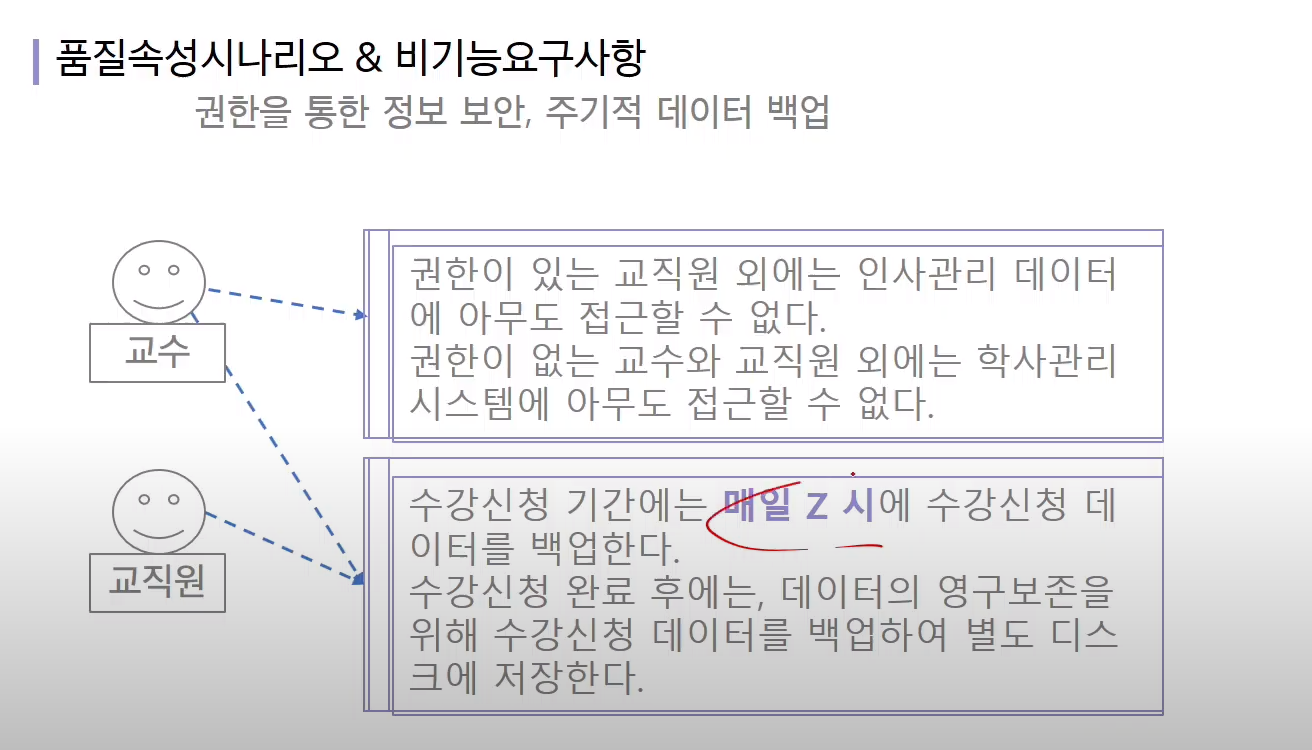 품질속성시나리오 & 비기능요구사항
권한을 통한 정보 보안, 주기적 데이터 백업
교수
권한이 있는 교직원 외에는 인사관리 데이터
에 아무도 접근할 수 없다.
권한이 없는 교수와 교직원 외에는 학사관리
시스템에 아무도 접근할 수 없다.
교직원
수강신청 기간에는 매일 Z 시에 수강신청 데
이터를 백업한다.
수강신청 완료 후에는, 데이터의 영구보존을
위해 수강신청 데이터를 백업하여 별도 디스
크에 저장한다.